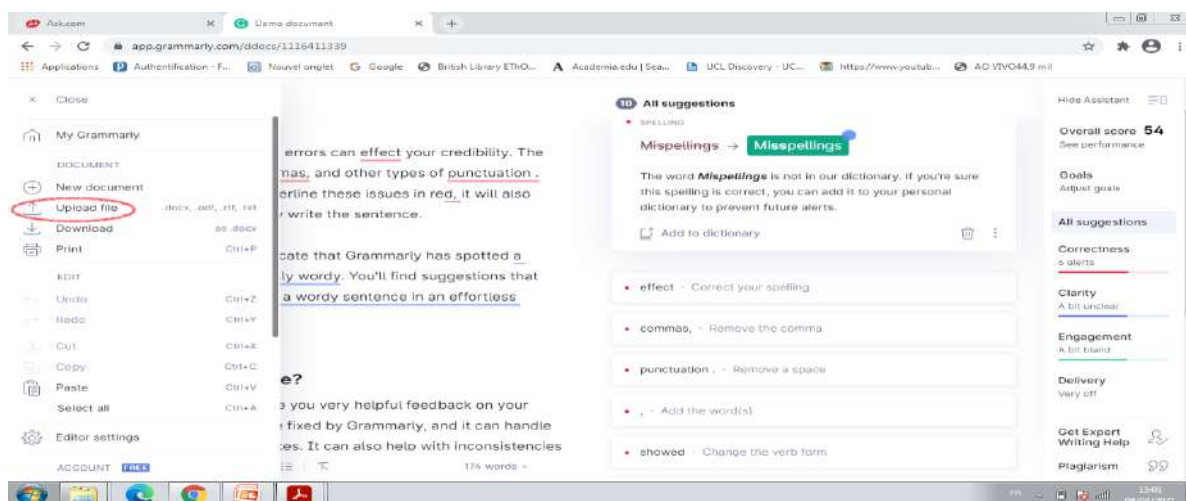 Ask.com
Demo document
app.grammarly.com/ddocs/1116411339
Applications
Authentification - F...
Nouvel onglet
Google
British Library EThO...
Academia.edu | Sea...
UCL Discovery - UC...
https://www.youtub...
AO VIVO44,9 mil
Close
My Grammarly
DOCUMENT
New document
Upload file .docx, .odt, .rtf, .txt
Download as .docx
Print Ctrl+P
EDIT
Undo Ctrl+Z
Redo Ctrl+Y
Cut Ctrl+X
Copy Ctrl+C
Paste Ctrl+V
Select all Ctrl+A
Editor settings
ACCOUNT FREE
errors can effect your credibility. The
mas, and other types of punctuation .
erline these issues in red, it will also
write the sentence.
cate that Grammarly has spotted a
ly wordy. You'll find suggestions that
a wordy sentence in an effortless
e?
you very helpful feedback on your
fixed by Grammarly, and it can handle
kes. It can also help with inconsistencies
174 words
10 All suggestions
SPELLING
Mispellings → Misspellings
The word Mispellings is not in our dictionary. If you're sure
this spelling is correct, you can add it to your personal
dictionary to prevent future alerts.
Add to dictionary
effect - Correct your spelling
commas, - Remove the comma
punctuation . - Remove a space
, - Add the word(s)
showed - Change the verb form
Hide Assistant
Overall score 54
See performance
Goals
Adjust goals
All suggestions
Correctness
6 alerts
Clarity
A bit unclear
Engagement
A bit bland
Delivery
Very off
Get Expert
Writing Help
Plagiarism
13:01